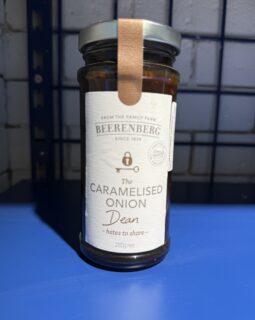 FROM THE FAMILY FARM
BEERENBERG
SINCE 1839
The
CARAMELISED
ONION
Dean
- hates to share -